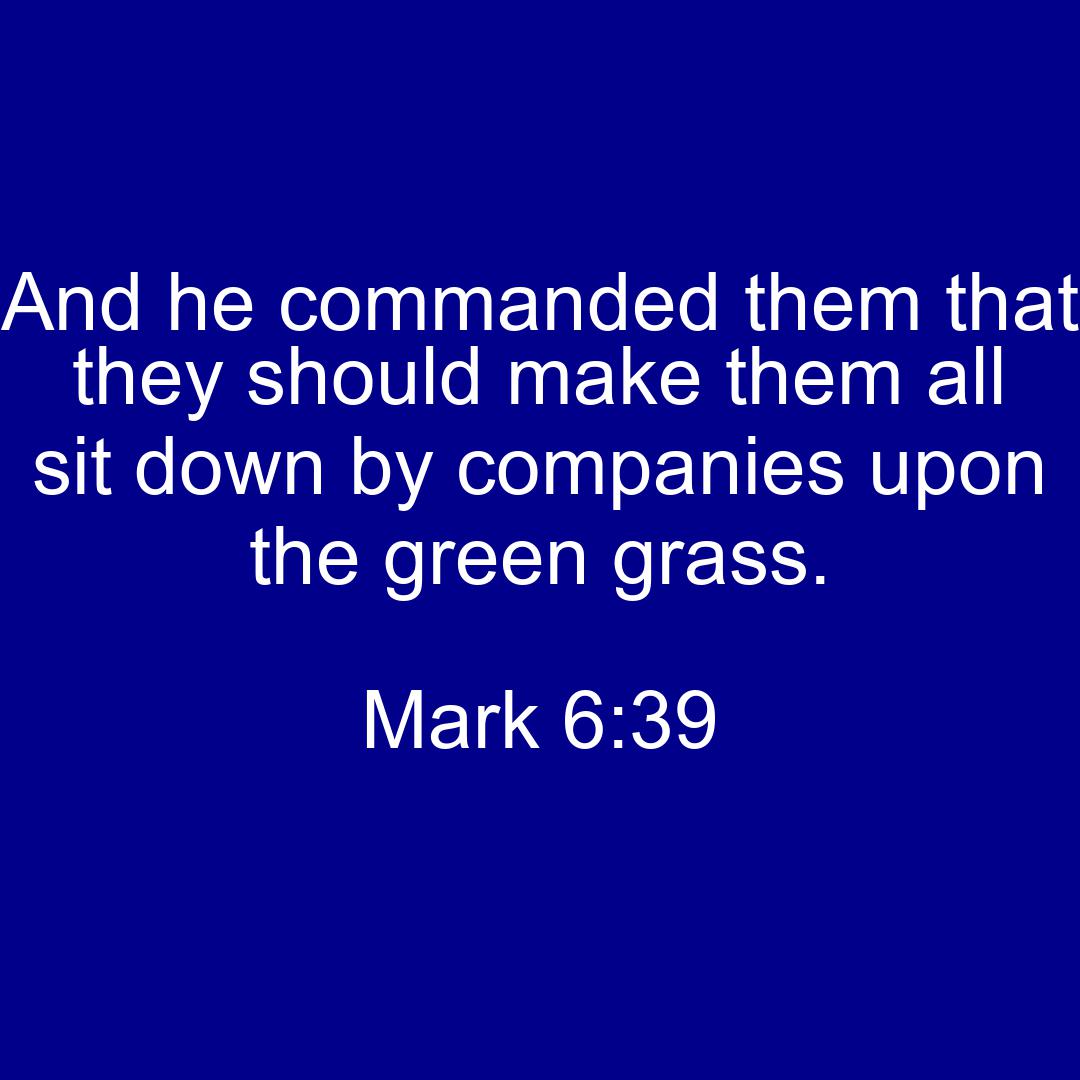 And he commanded them that
they should make them all
sit down by companies upon
the green grass.
Mark 6:39